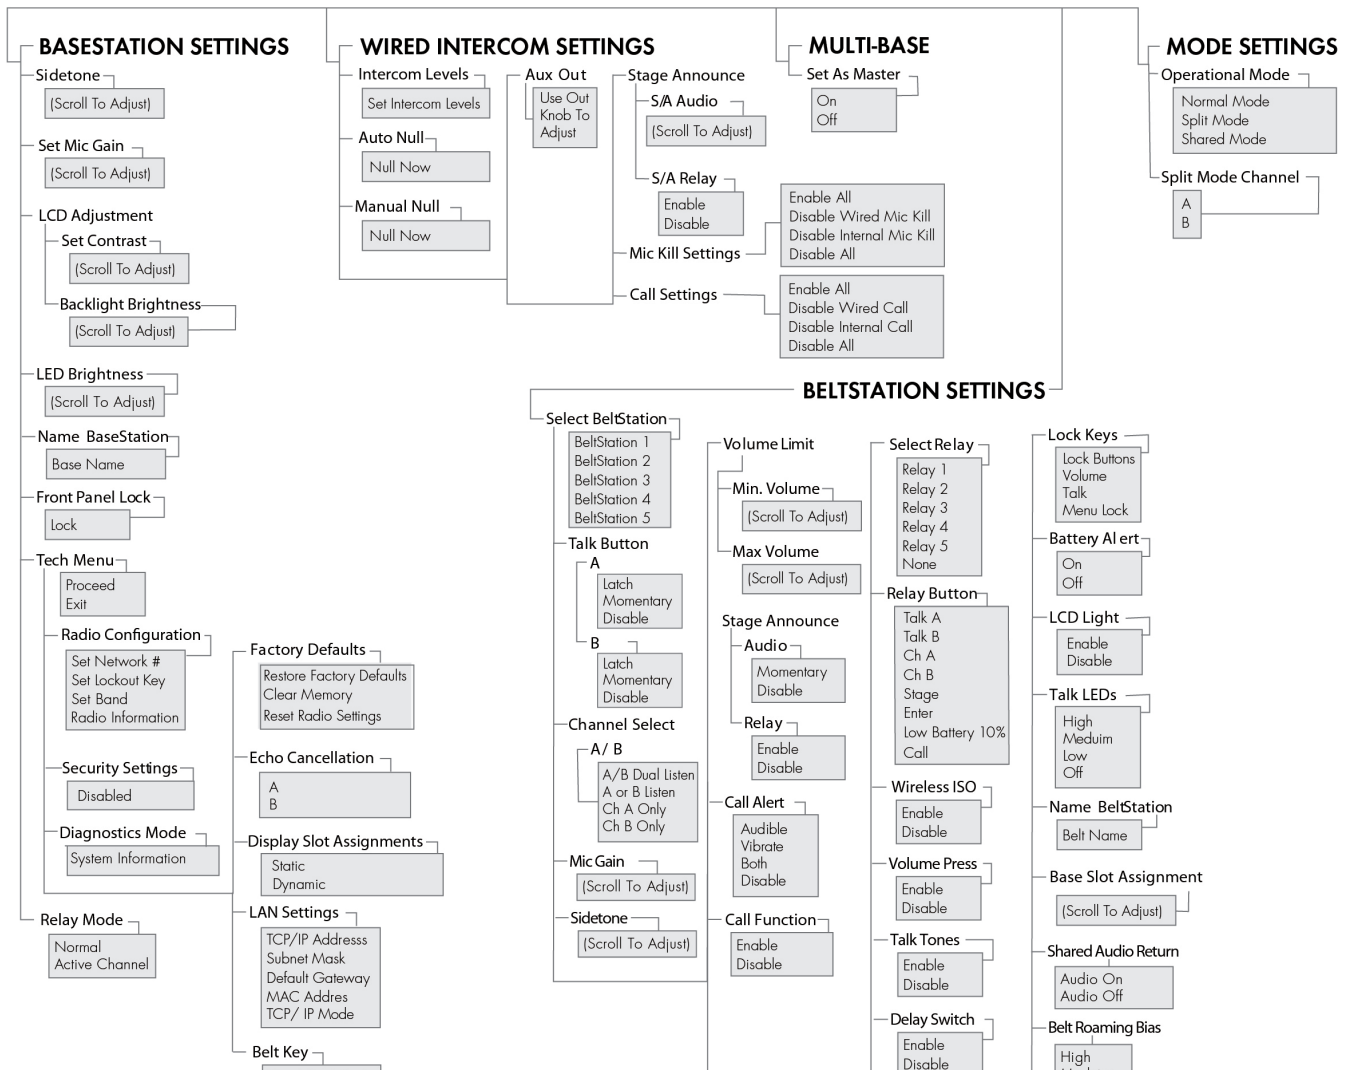 BASESTATION SETTINGS
Sidetone
(Scroll To Adjust)
Set Mic Gain
(Scroll To Adjust)
LCD Adjustment
Set Contrast
(Scroll To Adjust)
Backlight Brightness
(Scroll To Adjust)
LED Brightness
(Scroll To Adjust)
Name BaseStation
Base Name
Front Panel Lock
Lock
Tech Menu
Proceed
Exit
Radio Configuration
Set Network #
Set Lockout Key
Set Band
Radio Information
Security Settings
Disabled
Diagnostics Mode
System Information
Relay Mode
Normal
Active Channel
Factory Defaults
Restore Factory Defaults
Clear Memory
Reset Radio Settings
Echo Cancellation
A
B
Display Slot Assignments
Static
Dynamic
LAN Settings
TCP/IP Addresss
Subnet Mask
Default Gateway
MAC Addres
TCP/ IP Mode
Belt Key
WIRED INTERCOM SETTINGS
Intercom Levels
Set Intercom Levels
Auto Null
Null Now
Manual Null
Null Now
Aux Out
Use Out
Knob To
Adjust
Stage Announce
S/A Audio
(Scroll To Adjust)
S/A Relay
Enable
Disable
Mic Kill Settings
Enable All
Disable Wired Mic Kill
Disable Internal Mic Kill
Disable All
Call Settings
Enable All
Disable Wired Call
Disable Internal Call
Disable All
MULTI-BASE
Set As Master
On
Off
MODE SETTINGS
Operational Mode
Normal Mode
Split Mode
Shared Mode
Split Mode Channel
A
B
BELTSTATION SETTINGS
Select BeltStation
BeltStation 1
BeltStation 2
BeltStation 3
BeltStation 4
BeltStation 5
Talk Button
A
Latch
Momentary
Disable
B
Latch
Momentary
Disable
Channel Select
A/ B
A/B Dual Listen
A or B Listen
Ch A Only
Ch B Only
Mic Gain
(Scroll To Adjust)
Sidetone
(Scroll To Adjust)
Volume Limit
Min. Volume
(Scroll To Adjust)
Max Volume
(Scroll To Adjust)
Stage Announce
Audio
Momentary
Disable
Relay
Enable
Disable
Call Alert
Audible
Vibrate
Both
Disable
Call Function
Enable
Disable
Select Relay
Relay 1
Relay 2
Relay 3
Relay 4
Relay 5
None
Relay Button
Talk A
Talk B
Ch A
Ch B
Stage
Enter
Low Battery 10%
Call
Wireless ISO
Enable
Disable
Volume Press
Enable
Disable
Talk Tones
Enable
Disable
Delay Switch
Enable
Disable
Lock Keys
Lock Buttons
Volume
Talk
Menu Lock
Battery Alert
On
Off
LCD Light
Enable
Disable
Talk LEDs
High
Meduim
Low
Off
Name BeltStation
Belt Name
Base Slot Assignment
(Scroll To Adjust)
Shared Audio Return
Audio On
Audio Off
Belt Roaming Bias
High